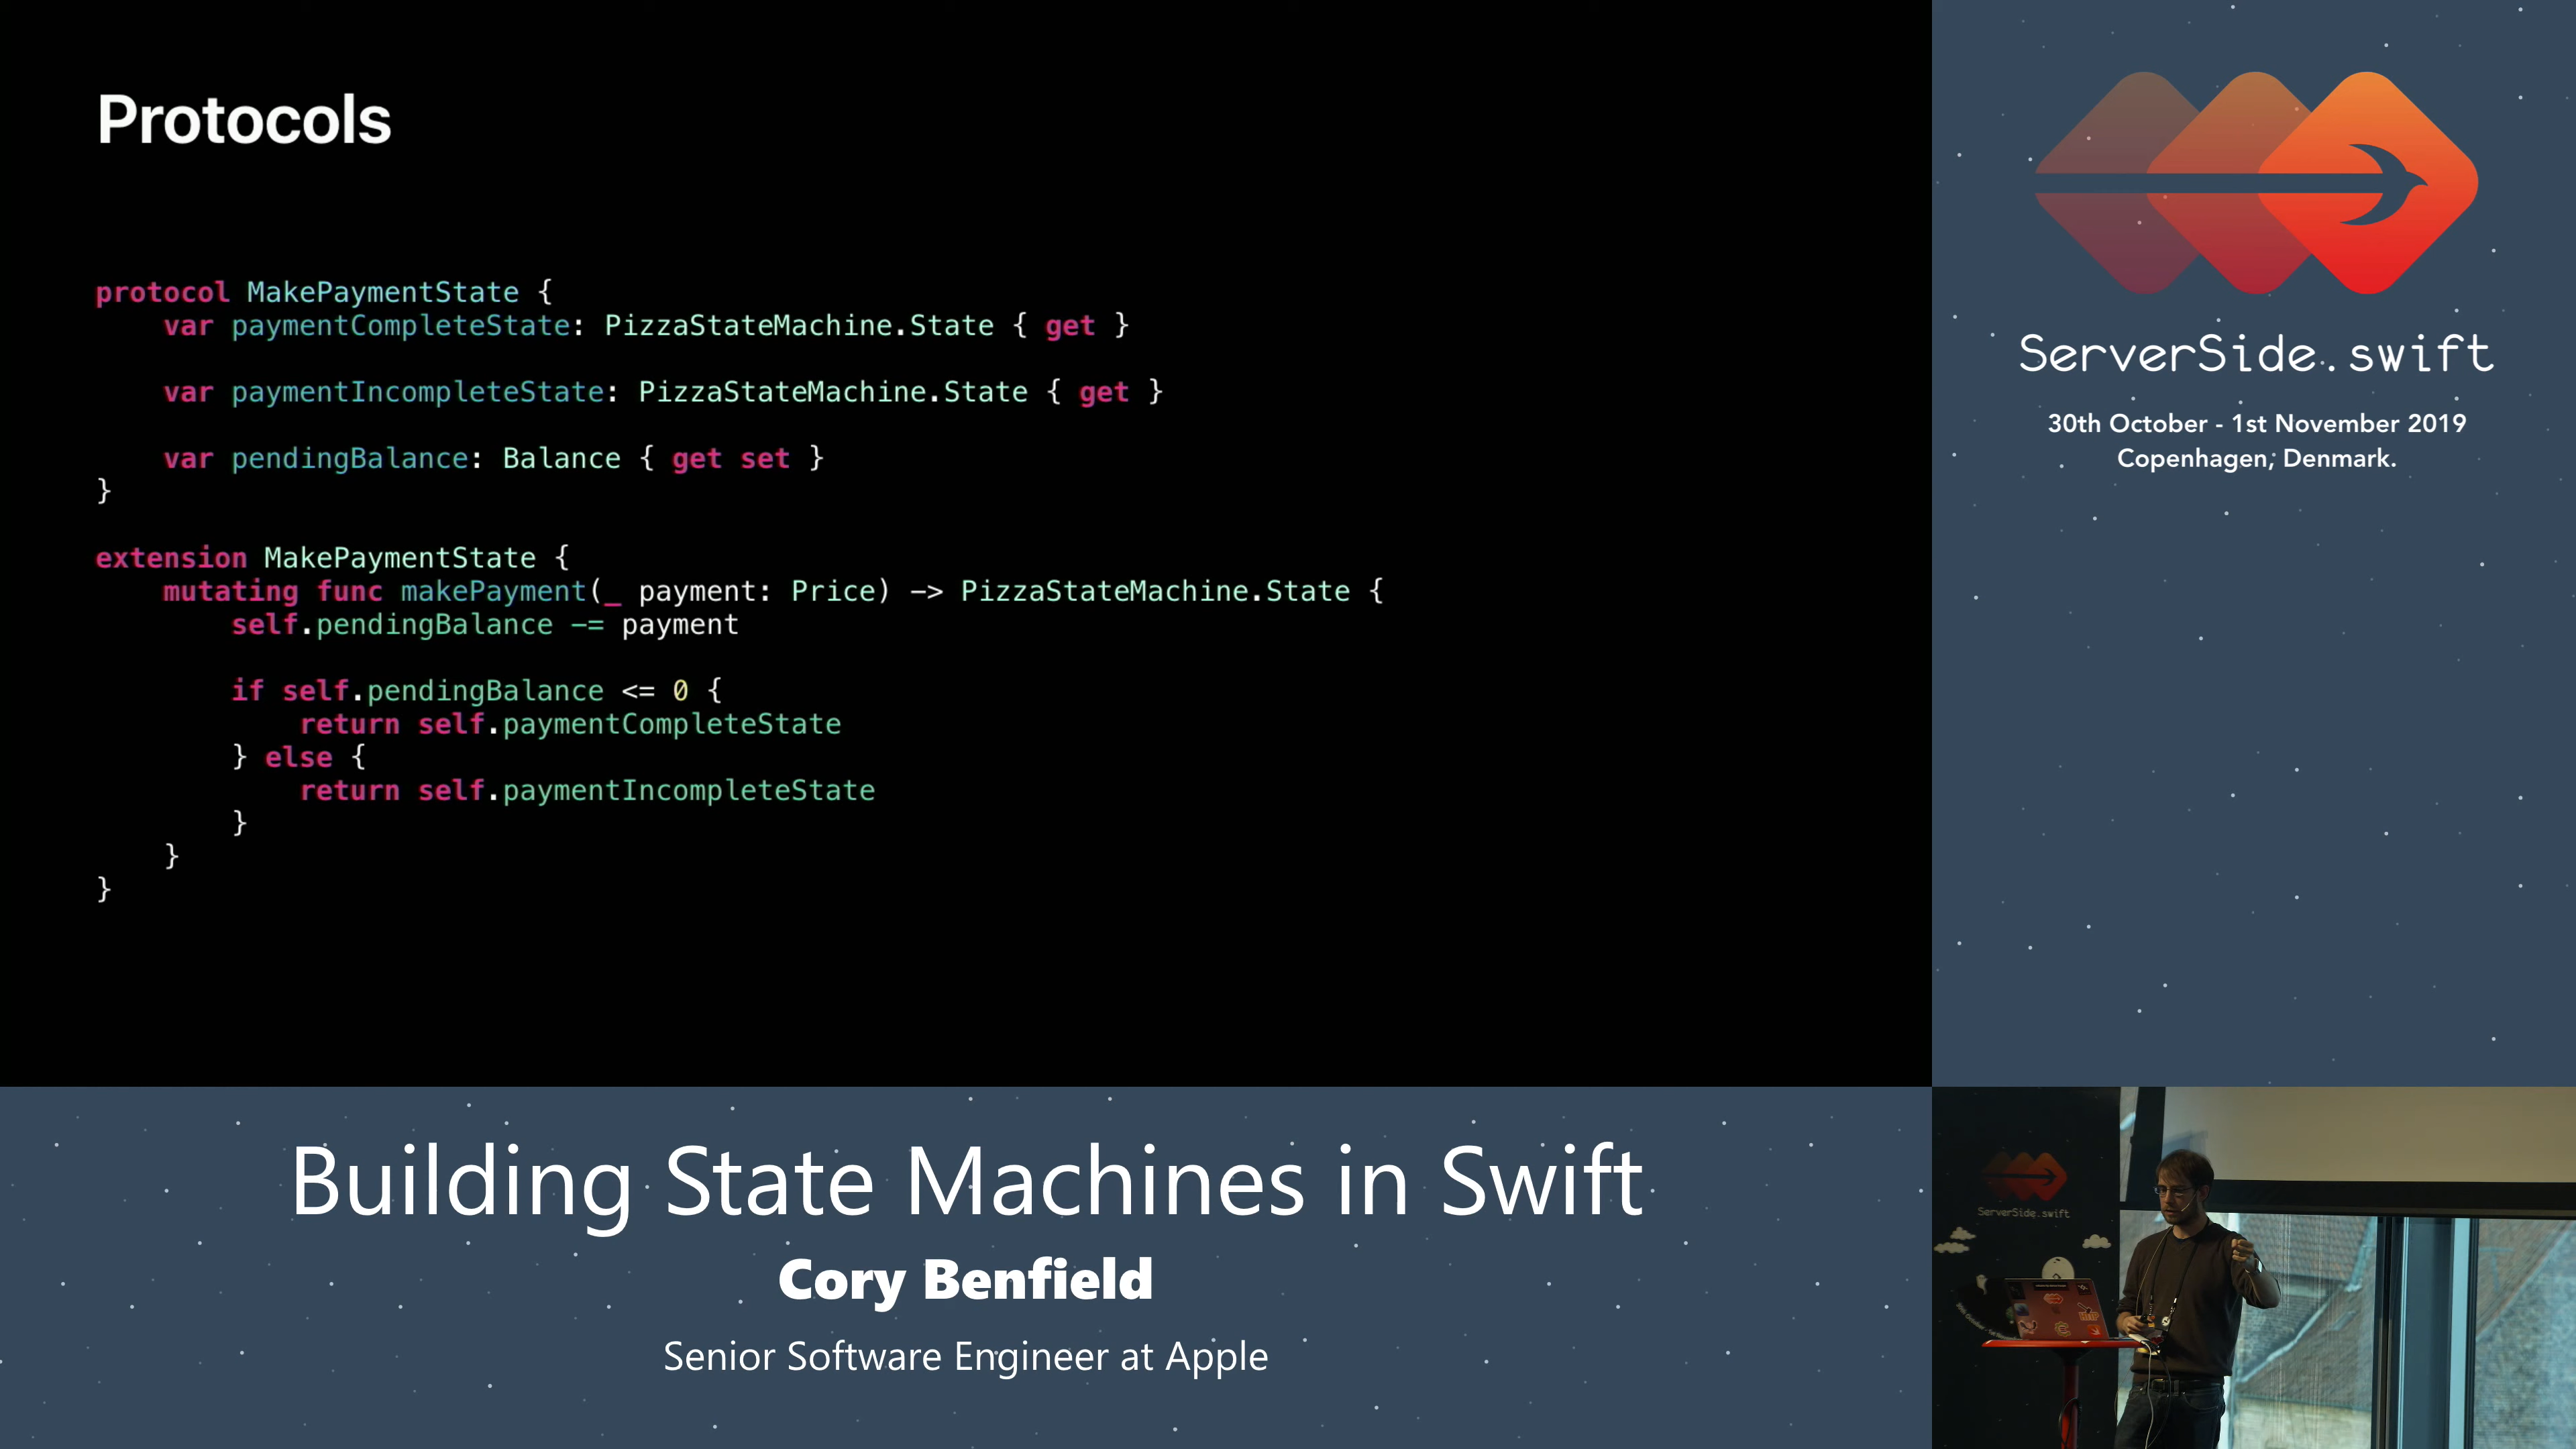 Protocols
protocol MakePaymentState {
    var paymentCompleteState: PizzaStateMachine.State { get }
    var paymentIncompleteState: PizzaStateMachine.State { get }
    var pendingBalance: Balance { get set }
}
extension MakePaymentState {
    mutating func makePayment(_ payment: Price) -> PizzaStateMachine.State {
        self.pendingBalance -= payment
        if self.pendingBalance <= 0 {
            return self.paymentCompleteState
        } else {
            return self.paymentIncompleteState
        }
    }
}
ServerSide.swift
30th October - 1st November 2019
Copenhagen, Denmark.
Building State Machines in Swift
Cory Benfield
Senior Software Engineer at Apple
ServerSide.swift